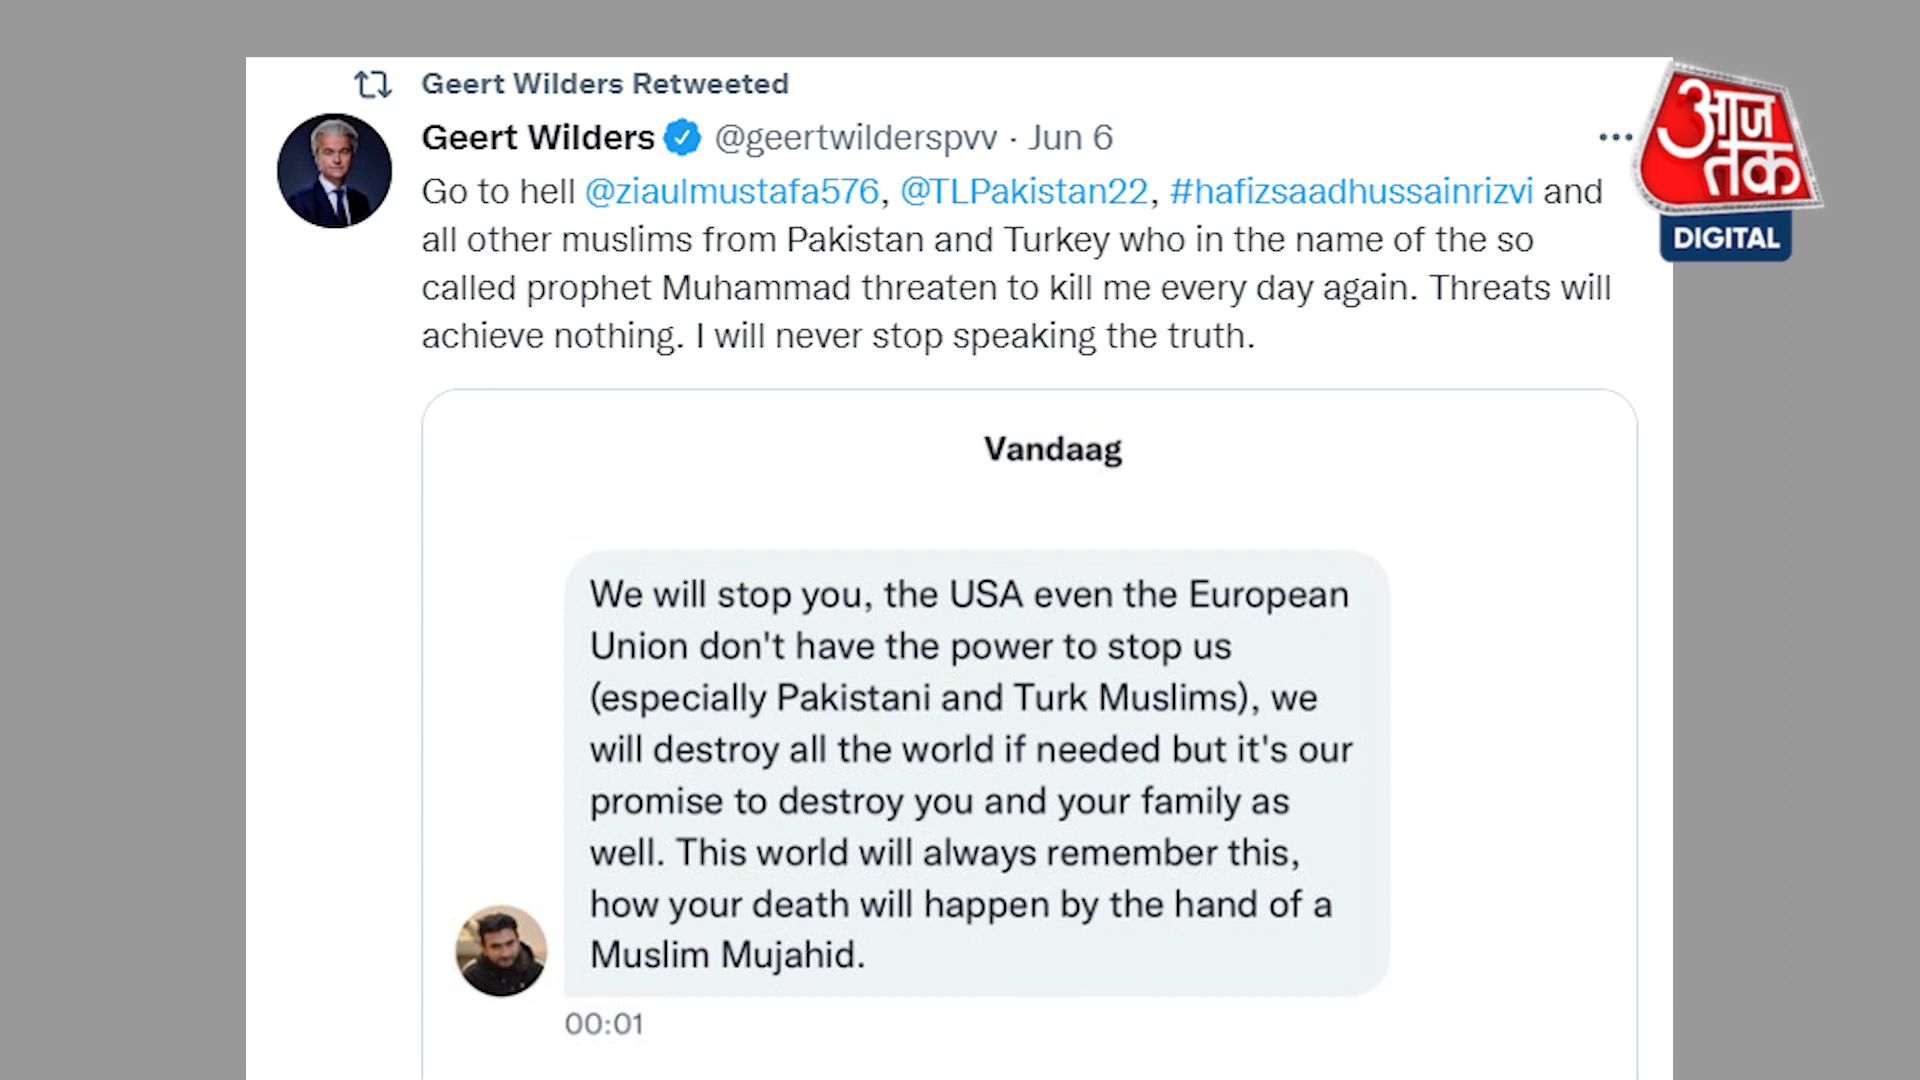 Geert Wilders Retweeted
Geert Wilders @geertwilderspvv · Jun 6
Go to hell @ziaulmustafa576, @TLPakistan22, #hafizsaadhussainrizvi and
all other muslims from Pakistan and Turkey who in the name of the so
called prophet Muhammad threaten to kill me every day again. Threats will
achieve nothing. I will never stop speaking the truth.
आज
तक
DIGITAL
Vandaag
We will stop you, the USA even the European
Union don't have the power to stop us
(especially Pakistani and Turk Muslims), we
will destroy all the world if needed but it's our
promise to destroy you and your family as
well. This world will always remember this,
how your death will happen by the hand of a
Muslim Mujahid.
00:01